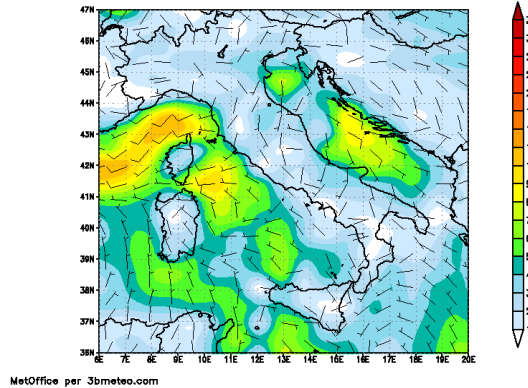 47N
46N
45N
44N
43N
42N
41N
40N
39N
38N
37N
36N
35N
6E 7E 8E 9E 10E 11E 12E 13E 14E 15E 16E 17E 18E 19E 20E
MetOffice per 3bmeteo.com